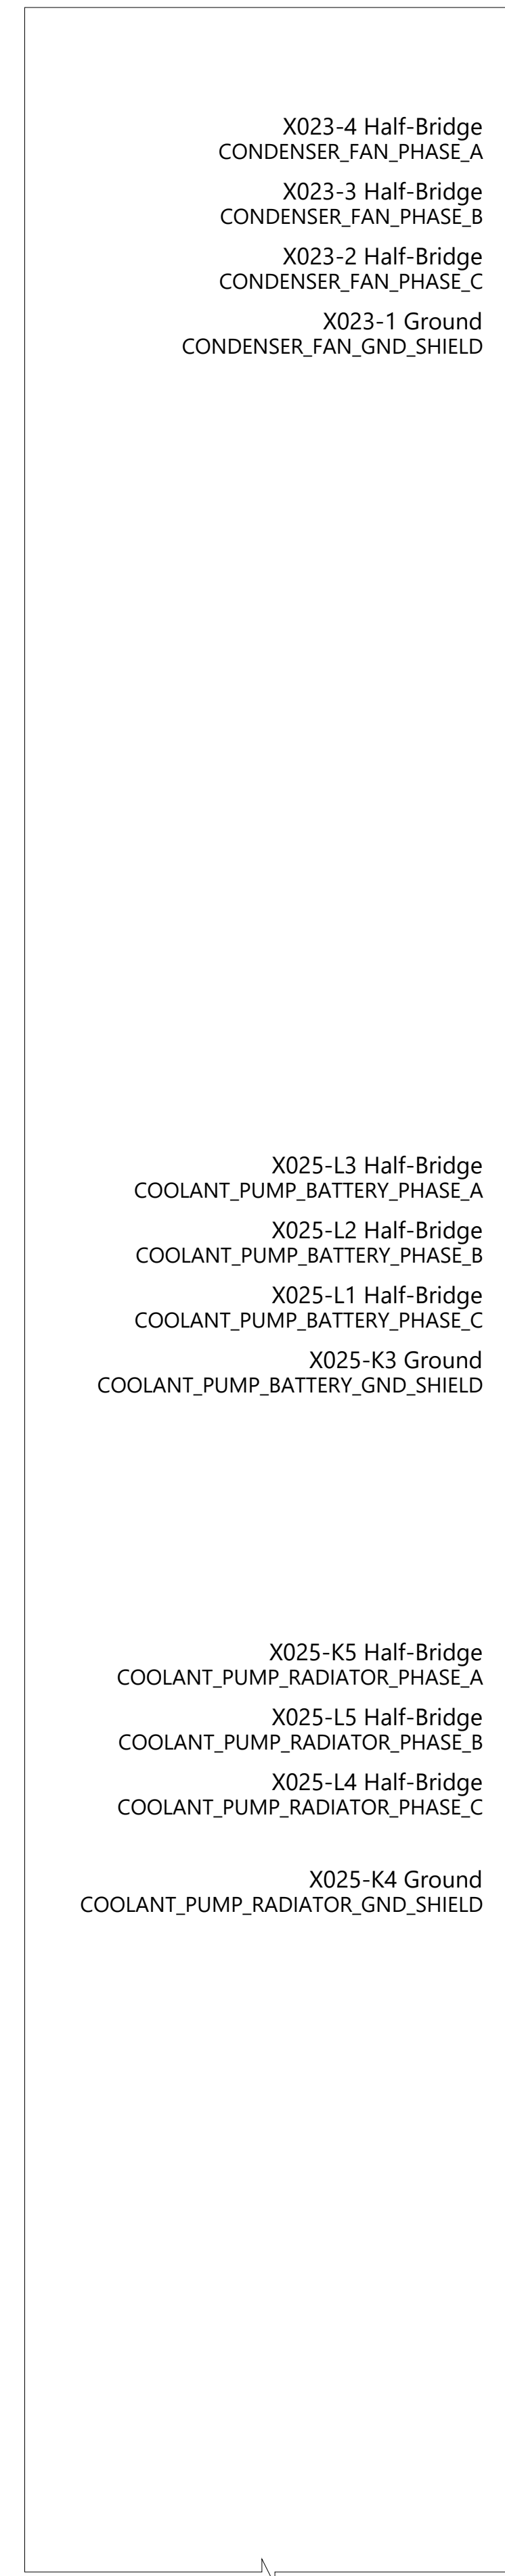 X023-4 Half-Bridge
CONDENSER_FAN_PHASE_A
X023-3 Half-Bridge
CONDENSER_FAN_PHASE_B
X023-2 Half-Bridge
CONDENSER_FAN_PHASE_C
X023-1 Ground
CONDENSER_FAN_GND_SHIELD
X025-L3 Half-Bridge
COOLANT_PUMP_BATTERY_PHASE_A
X025-L2 Half-Bridge
COOLANT_PUMP_BATTERY_PHASE_B
X025-L1 Half-Bridge
COOLANT_PUMP_BATTERY_PHASE_C
X025-K3 Ground
COOLANT_PUMP_BATTERY_GND_SHIELD
X025-K5 Half-Bridge
COOLANT_PUMP_RADIATOR_PHASE_A
X025-L5 Half-Bridge
COOLANT_PUMP_RADIATOR_PHASE_B
X025-L4 Half-Bridge
COOLANT_PUMP_RADIATOR_PHASE_C
X025-K4 Ground
COOLANT_PUMP_RADIATOR_GND_SHIELD